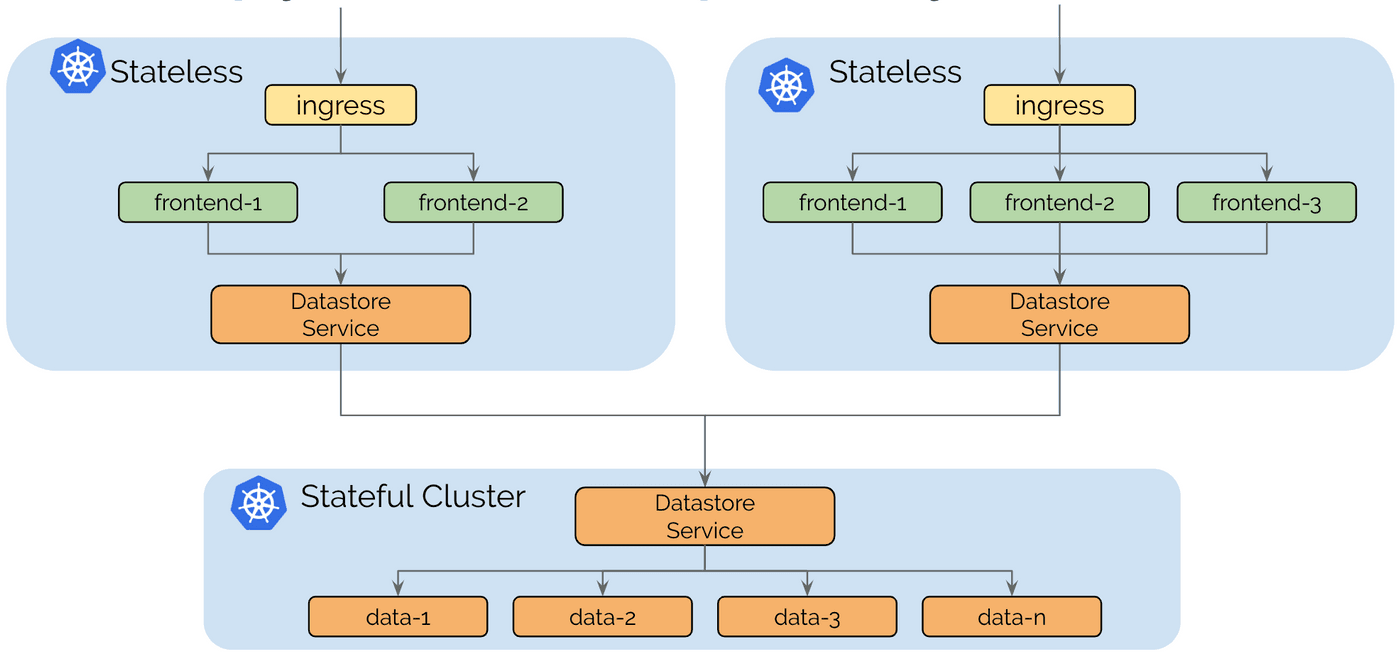 Stateless
ingress
frontend-1
frontend-2
Datastore
Service
Stateless
ingress
frontend-1
frontend-2
frontend-3
Datastore
Service
Stateful Cluster
Datastore
Service
data-1
data-2
data-3
data-n